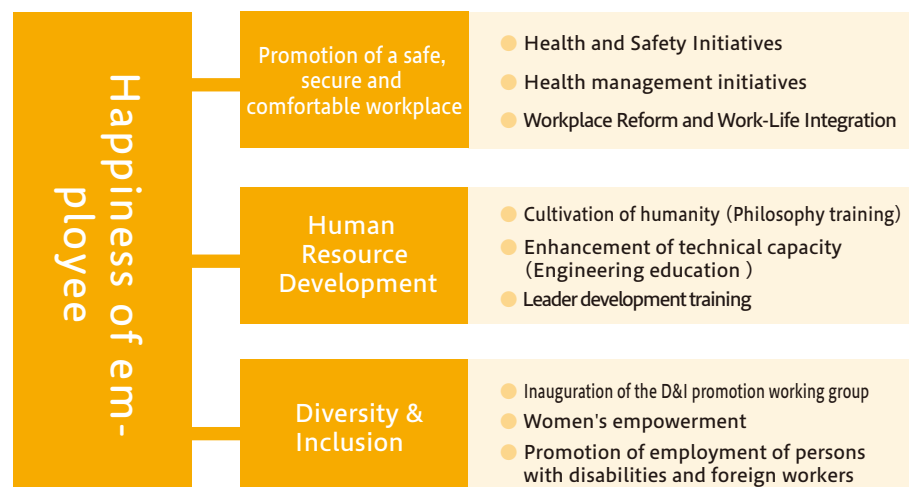 Happiness of em-
ployee
Promotion of a safe,
secure and
comfortable workplace
Health and Safety Initiatives
Health management initiatives
Workplace Reform and Work-Life Integration
Human
Resource
Development
Cultivation of humanity (Philosophy training)
Enhancement of technical capacity
(Engineering education )
Leader development training
Diversity &
Inclusion
Inauguration of the D&I promotion working group
Women's empowerment
Promotion of employment of persons
with disabilities and foreign workers